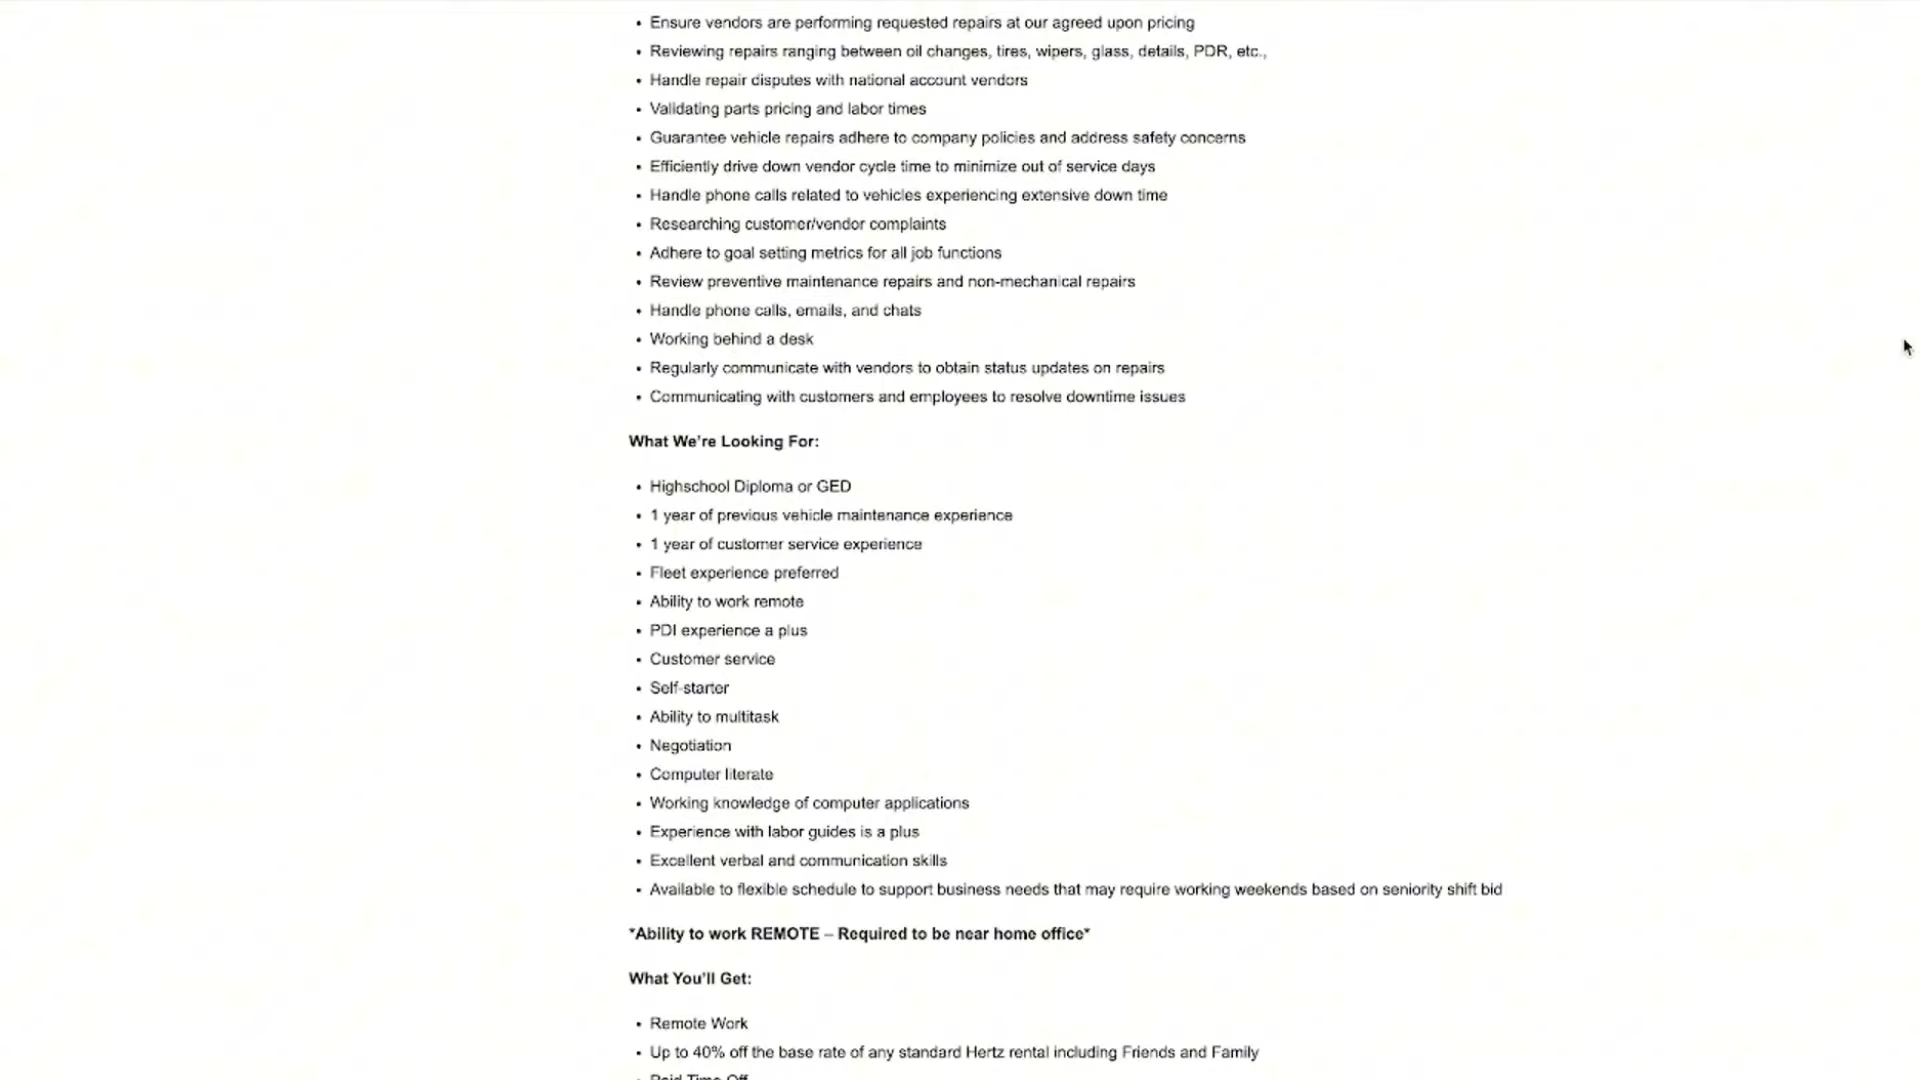 • Ensure vendors are performing requested repairs at our agreed upon pricing
• Reviewing repairs ranging between oil changes, tires, wipers, glass, details, PDR, etc.,
• Handle repair disputes with national account vendors
• Validating parts pricing and labor times
• Guarantee vehicle repairs adhere to company policies and address safety concerns
• Efficiently drive down vendor cycle time to minimize out of service days
• Handle phone calls related to vehicles experiencing extensive down time
• Researching customer/vendor complaints
• Adhere to goal setting metrics for all job functions
• Review preventive maintenance repairs and non-mechanical repairs
• Handle phone calls, emails, and chats
• Working behind a desk
• Regularly communicate with vendors to obtain status updates on repairs
• Communicating with customers and employees to resolve downtime issues
What We're Looking For:
• Highschool Diploma or GED
• 1 year of previous vehicle maintenance experience
• 1 year of customer service experience
• Fleet experience preferred
• Ability to work remote
• PDI experience a plus
• Customer service
• Self-starter
• Ability to multitask
• Negotiation
• Computer literate
• Working knowledge of computer applications
• Experience with labor guides is a plus
• Excellent verbal and communication skills
• Available to flexible schedule to support business needs that may require working weekends based on seniority shift bid
*Ability to work REMOTE – Required to be near home office*
What You'll Get:
• Remote Work
• Up to 40% off the base rate of any standard Hertz rental including Friends and Family
• Paid Time Off